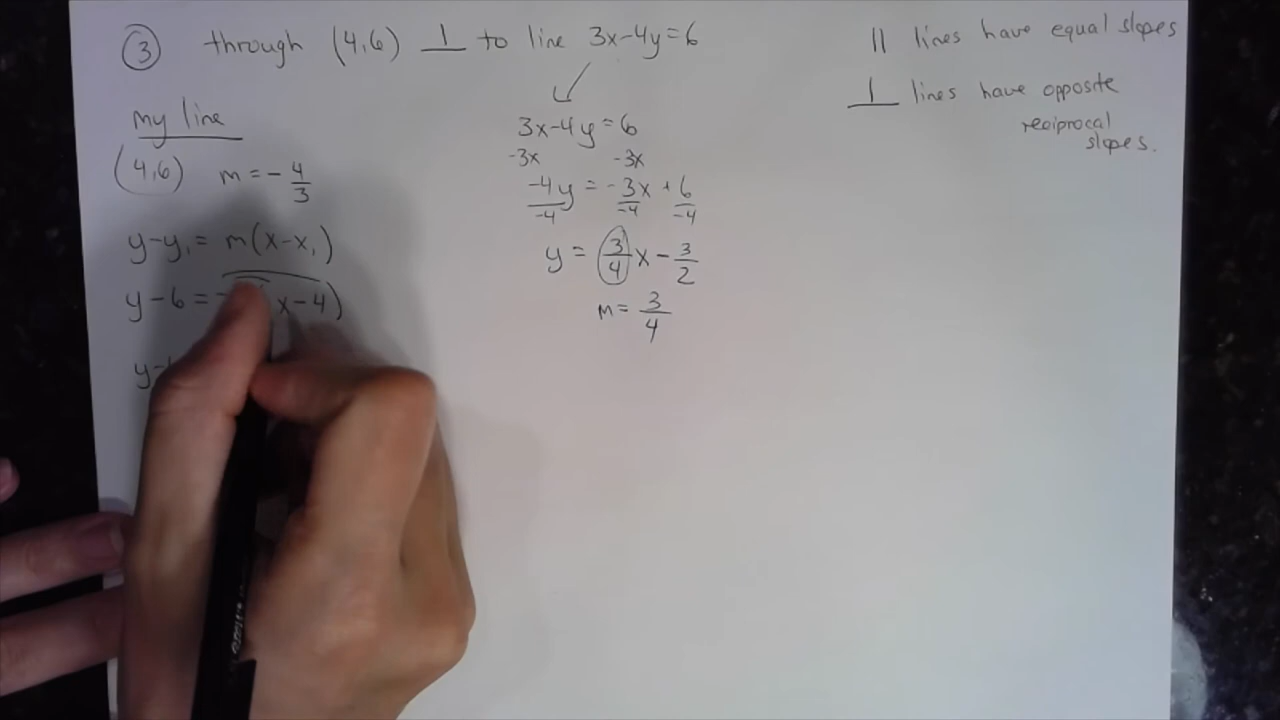 ③ through (4,6) ⊥ to line 3x-4y=6
my line
(4,6) m = -4/3
y-y₁ = m(x-x₁)
y-6 = x-4)
y-
3x-4y=6
-3x -3x
-4y/-4 = -3x/-4 + 6/-4
y = 3/4 x - 3/2
m = 3/4
|| lines have equal slopes
⊥ lines have opposite
reciprocal
slopes.